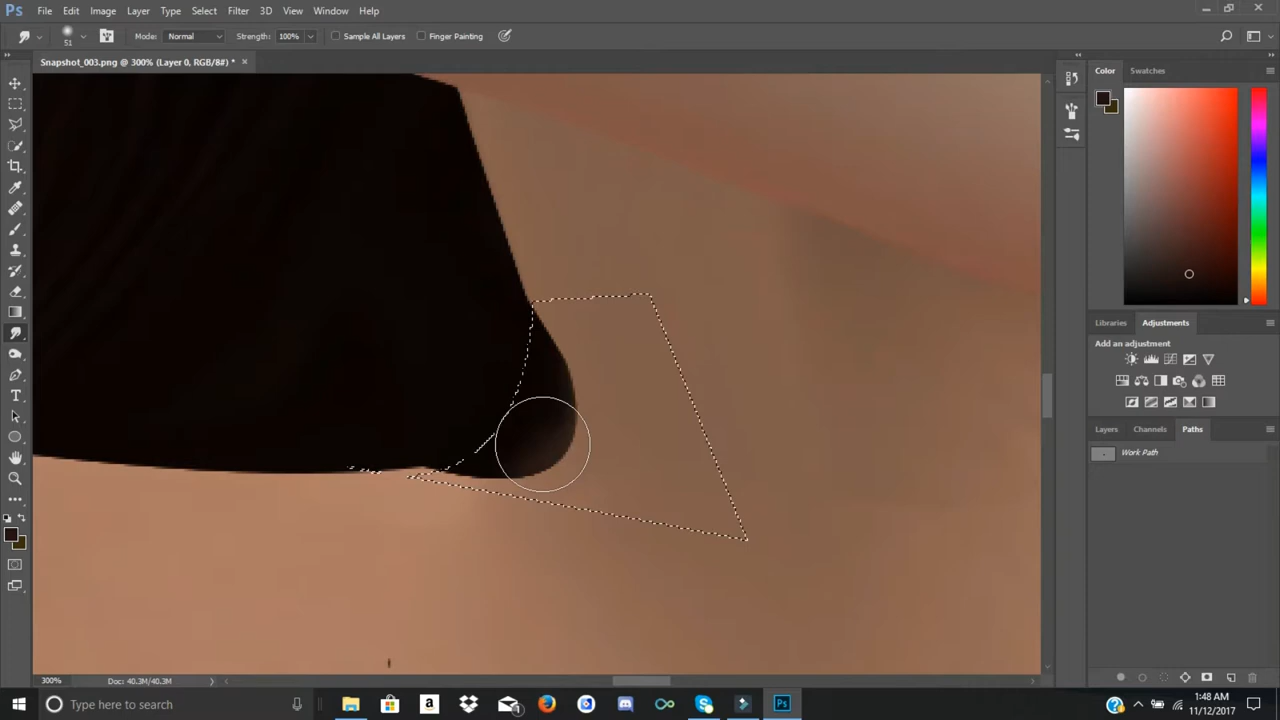 Ps File Edit Image Layer Type Select Filter 3D View Window Help
51 Mode: Normal Strength: 100% Sample All Layers Finger Painting
Snapshot_003.png @ 300% (Layer 0, RGB/8#) * ×
Color Swatches
Libraries Adjustments
Add an adjustment
Layers Channels Paths
Work Path
300% Doc: 40.3M/40.3M
Type here to search
1:48 AM
11/12/2017